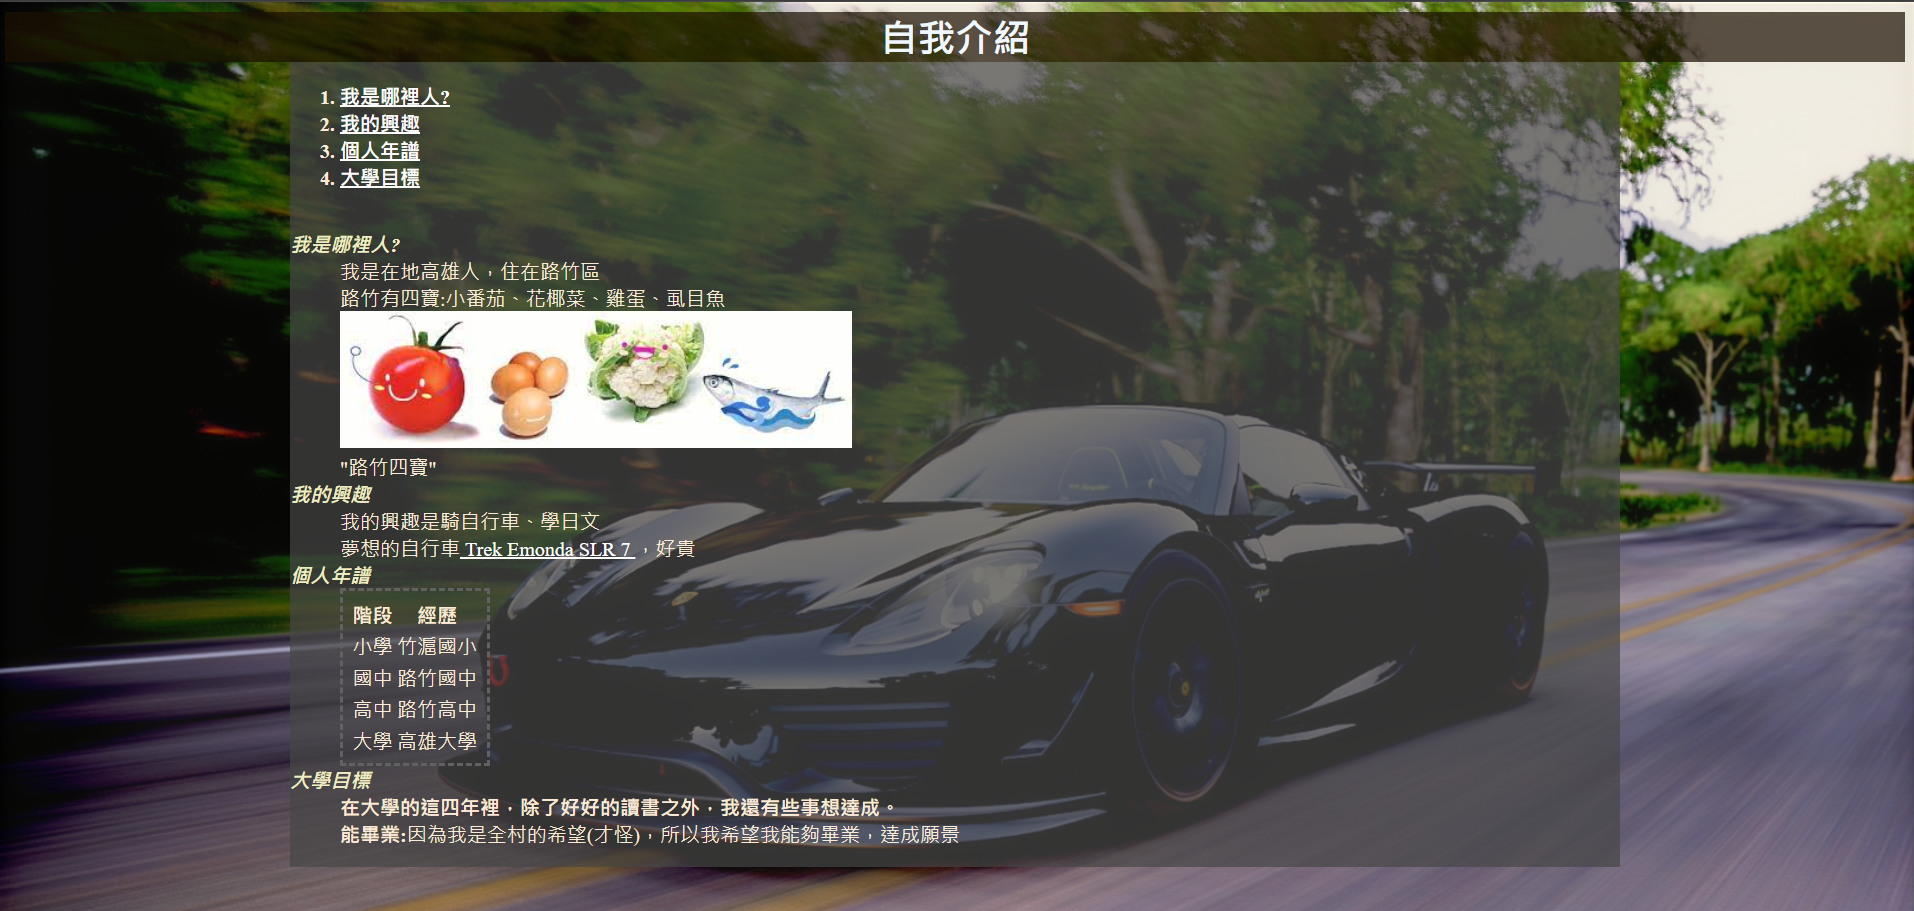 自我介紹
1. 我是哪裡人?
2. 我的興趣
3. 個人年譜
4. 大學目標
我是哪裡人?
我是在地高雄人，住在路竹區
路竹有四寶:小番茄、花椰菜、雞蛋、虱目魚
"路竹四寶"
我的興趣
我的興趣是騎自行車、學日文
夢想的自行車 Trek Emonda SLR 7 ，好貴
個人年譜
階段 經歷
小學 竹滬國小
國中 路竹國中
高中 路竹高中
大學 高雄大學
大學目標
在大學的這四年裡，除了好好的讀書之外，我還有些事想達成。
能畢業:因為我是全村的希望(才怪)，所以我希望我能夠畢業，達成願景